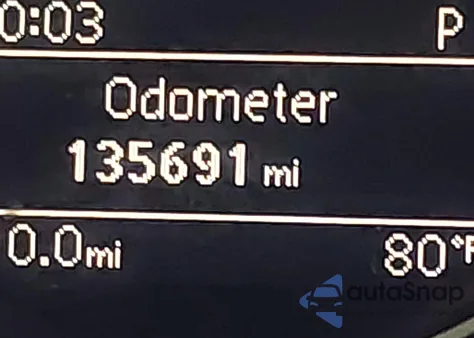 0:03 P
Odometer
135691 mi
0.0mi 80°F
autoSnap